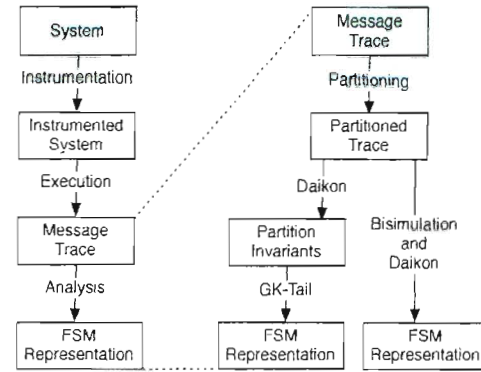 System
Instrumentation
Instrumented
System
Execution
Message
Trace
Analysis
FSM
Representation
Message
Trace
Partitioning
Partitioned
Trace
Daikon
Partition
Invariants
GK-Tail
FSM
Representation
Bisimulation
and
Daikon
FSM
Representation